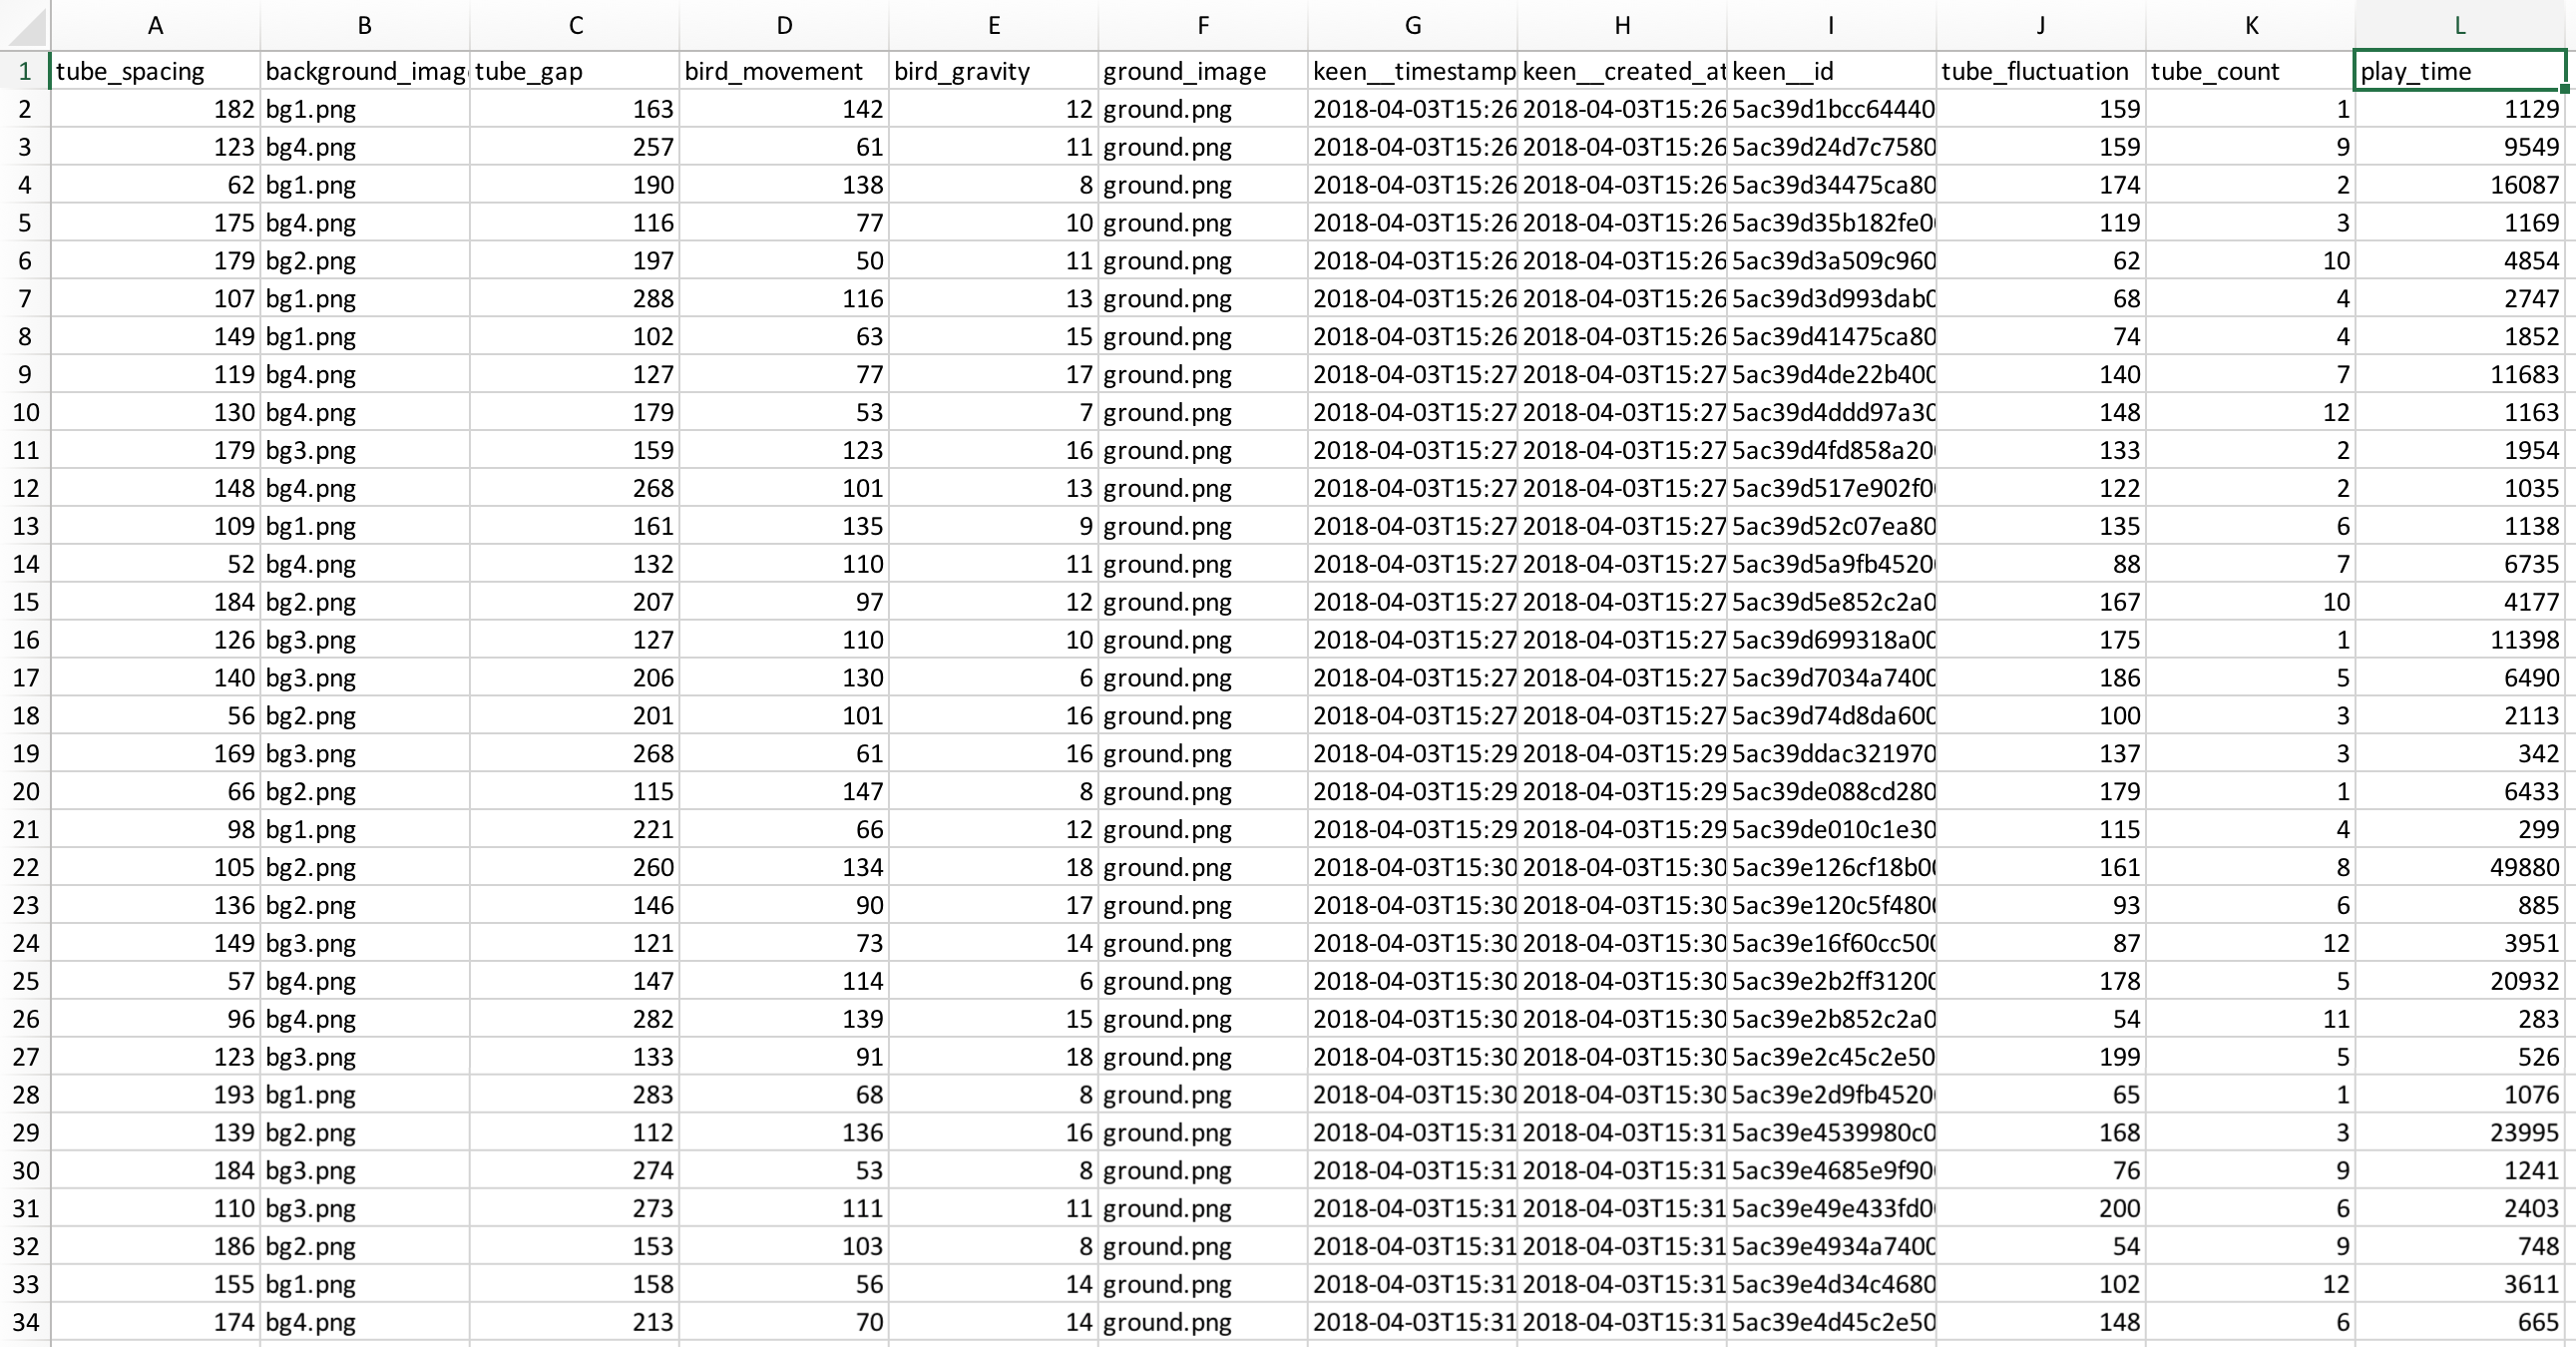 A B C D E F G H I J K L
1 tube_spacing background_imag tube_gap bird_movement bird_gravity ground_image keen__timestamp keen__created_at keen__id tube_fluctuation tube_count play_time
2 182 bg1.png 163 142 12 ground.png 2018-04-03T15:26 2018-04-03T15:26 5ac39d1bcc64440 159 1 1129
3 123 bg4.png 257 61 11 ground.png 2018-04-03T15:26 2018-04-03T15:26 5ac39d24d7c7580 159 9 9549
4 62 bg1.png 190 138 8 ground.png 2018-04-03T15:26 2018-04-03T15:26 5ac39d34475ca80 174 2 16087
5 175 bg4.png 116 77 10 ground.png 2018-04-03T15:26 2018-04-03T15:26 5ac39d35b182fe0 119 3 1169
6 179 bg2.png 197 50 11 ground.png 2018-04-03T15:26 2018-04-03T15:26 5ac39d3a509c960 62 10 4854
7 107 bg1.png 288 116 13 ground.png 2018-04-03T15:26 2018-04-03T15:26 5ac39d3d993dab0 68 4 2747
8 149 bg1.png 102 63 15 ground.png 2018-04-03T15:26 2018-04-03T15:26 5ac39d41475ca80 74 4 1852
9 119 bg4.png 127 77 17 ground.png 2018-04-03T15:27 2018-04-03T15:27 5ac39d4de22b400 140 7 11683
10 130 bg4.png 179 53 7 ground.png 2018-04-03T15:27 2018-04-03T15:27 5ac39d4ddd97a30 148 12 1163
11 179 bg3.png 159 123 16 ground.png 2018-04-03T15:27 2018-04-03T15:27 5ac39d4fd858a20 133 2 1954
12 148 bg4.png 268 101 13 ground.png 2018-04-03T15:27 2018-04-03T15:27 5ac39d517e902f0 122 2 1035
13 109 bg1.png 161 135 9 ground.png 2018-04-03T15:27 2018-04-03T15:27 5ac39d52c07ea80 135 6 1138
14 52 bg4.png 132 110 11 ground.png 2018-04-03T15:27 2018-04-03T15:27 5ac39d5a9fb4520 88 7 6735
15 184 bg2.png 207 97 12 ground.png 2018-04-03T15:27 2018-04-03T15:27 5ac39d5e852c2a0 167 10 4177
16 126 bg3.png 127 110 10 ground.png 2018-04-03T15:27 2018-04-03T15:27 5ac39d699318a00 175 1 11398
17 140 bg3.png 206 130 6 ground.png 2018-04-03T15:27 2018-04-03T15:27 5ac39d7034a7400 186 5 6490
18 56 bg2.png 201 101 16 ground.png 2018-04-03T15:27 2018-04-03T15:27 5ac39d74d8da600 100 3 2113
19 169 bg3.png 268 61 16 ground.png 2018-04-03T15:29 2018-04-03T15:29 5ac39ddac321970 137 3 342
20 66 bg2.png 115 147 8 ground.png 2018-04-03T15:29 2018-04-03T15:29 5ac39de088cd280 179 1 6433
21 98 bg1.png 221 66 12 ground.png 2018-04-03T15:29 2018-04-03T15:29 5ac39de010c1e30 115 4 299
22 105 bg2.png 260 134 18 ground.png 2018-04-03T15:30 2018-04-03T15:30 5ac39e126cf18b0 161 8 49880
23 136 bg2.png 146 90 17 ground.png 2018-04-03T15:30 2018-04-03T15:30 5ac39e120c5f480 93 6 885
24 149 bg3.png 121 73 14 ground.png 2018-04-03T15:30 2018-04-03T15:30 5ac39e16f60cc50 87 12 3951
25 57 bg4.png 147 114 6 ground.png 2018-04-03T15:30 2018-04-03T15:30 5ac39e2b2ff3120 178 5 20932
26 96 bg4.png 282 139 15 ground.png 2018-04-03T15:30 2018-04-03T15:30 5ac39e2b852c2a0 54 11 283
27 123 bg3.png 133 91 18 ground.png 2018-04-03T15:30 2018-04-03T15:30 5ac39e2c45c2e50 199 5 526
28 193 bg1.png 283 68 8 ground.png 2018-04-03T15:30 2018-04-03T15:30 5ac39e2d9fb4520 65 1 1076
29 139 bg2.png 112 136 16 ground.png 2018-04-03T15:31 2018-04-03T15:31 5ac39e4539980c0 168 3 23995
30 184 bg3.png 274 53 8 ground.png 2018-04-03T15:31 2018-04-03T15:31 5ac39e4685e9f90 76 9 1241
31 110 bg3.png 273 111 11 ground.png 2018-04-03T15:31 2018-04-03T15:31 5ac39e49e433fd0 200 6 2403
32 186 bg2.png 153 103 8 ground.png 2018-04-03T15:31 2018-04-03T15:31 5ac39e4934a7400 54 9 748
33 155 bg1.png 158 56 14 ground.png 2018-04-03T15:31 2018-04-03T15:31 5ac39e4d34c4680 102 12 3611
34 174 bg4.png 213 70 14 ground.png 2018-04-03T15:31 2018-04-03T15:31 5ac39e4d45c2e50 148 6 665